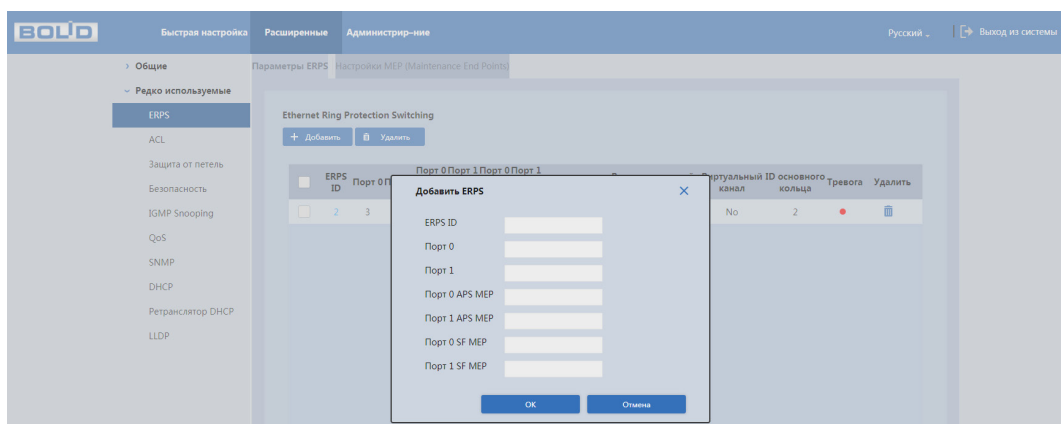 BOLID Быстрая настройка Расширенные Администрир-ние Русский Выход из системы
Общие
Параметры ERPS Настройки MEP (Maintenance End Points)
Редко используемые
ERPS
ACL
Защита от петель
Безопасность
IGMP Snooping
QoS
SNMP
DHCP
Ретранслятор DHCP
LLDP
Ethernet Ring Protection Switching
+ Добавить Удалить
ERPS ID Порт 0 Порт 0 Порт 1 Порт 0 Порт 1 канал ID основного кольца Тревога Удалить
2 3 No 2
Добавить ERPS
ERPS ID
Порт 0
Порт 1
Порт 0 APS MEP
Порт 1 APS MEP
Порт 0 SF MEP
Порт 1 SF MEP
OK Отмена